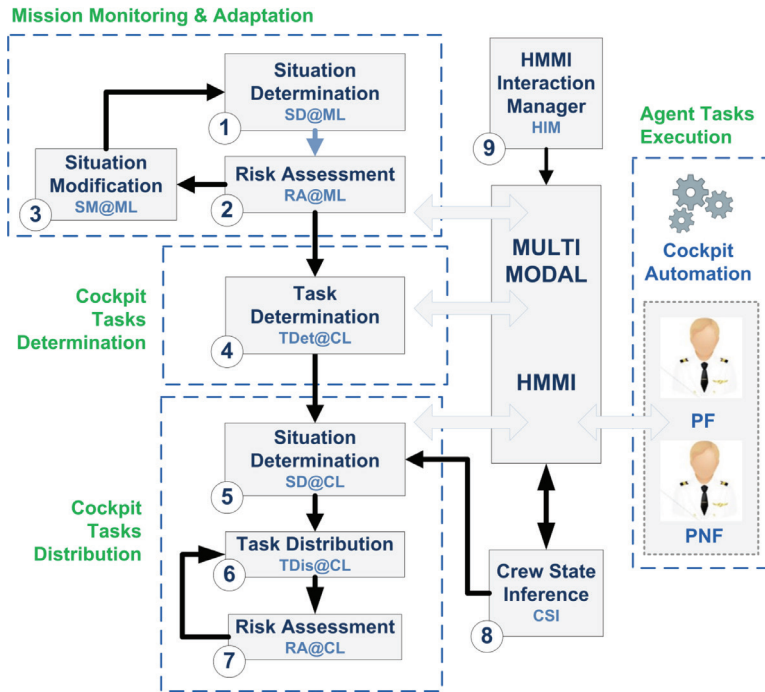 Mission Monitoring & Adaptation
Situation
Determination
SD@ML
1
Situation
Modification
SM@ML
3
Risk Assessment
RA@ML
2
HMMI
Interaction
Manager
HIM
9
Agent Tasks
Execution
Cockpit
Automation
MULTI
MODAL
HMMI
Cockpit
Tasks
Determination
Task
Determination
TDet@CL
4
PF
PNF
Cockpit
Tasks
Distribution
Situation
Determination
SD@CL
5
Task Distribution
TDis@CL
6
Risk Assessment
RA@CL
7
Crew State
Inference
CSI
8